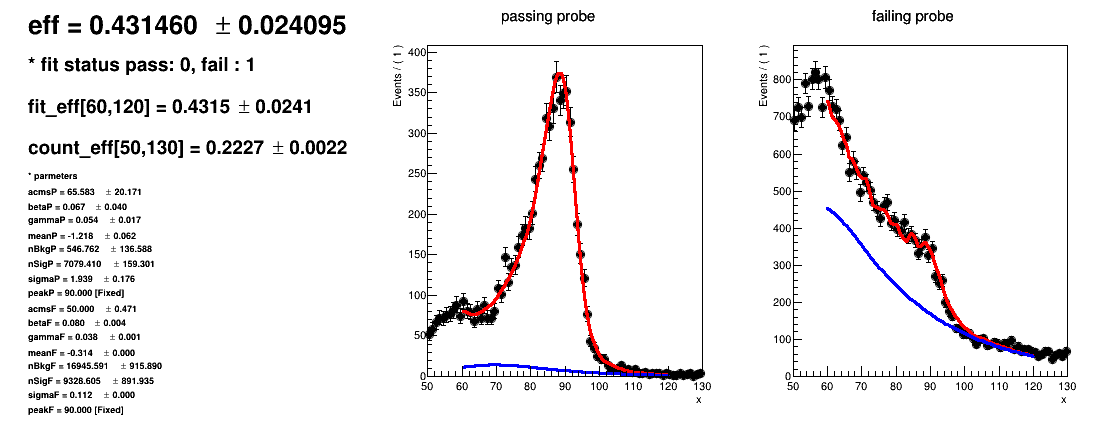 eff = 0.431460 ± 0.024095
* fit status pass: 0, fail : 1
fit_eff[60,120] = 0.4315 ± 0.0241
count_eff[50,130] = 0.2227 ± 0.0022
* parmeters
acmsP = 65.583 ± 20.171
betaP = 0.067 ± 0.040
gammaP = 0.054 ± 0.017
meanP = -1.218 ± 0.062
nBkgP = 546.762 ± 136.588
nSigP = 7079.410 ± 159.301
sigmaP = 1.939 ± 0.176
peakP = 90.000 [Fixed]
acmsF = 50.000 ± 0.471
betaF = 0.080 ± 0.004
gammaF = 0.038 ± 0.001
meanF = -0.314 ± 0.000
nBkgF = 16945.591 ± 915.890
nSigF = 9328.605 ± 891.935
sigmaF = 0.112 ± 0.000
peakF = 90.000 [Fixed]
passing probe
Events / ( 1 )
400
350
300
250
200
150
100
50
0
50 60 70 80 90 100 110 120 130
x
failing probe
Events / ( 1 )
800
700
600
500
400
300
200
100
0
50 60 70 80 90 100 110 120 130
x